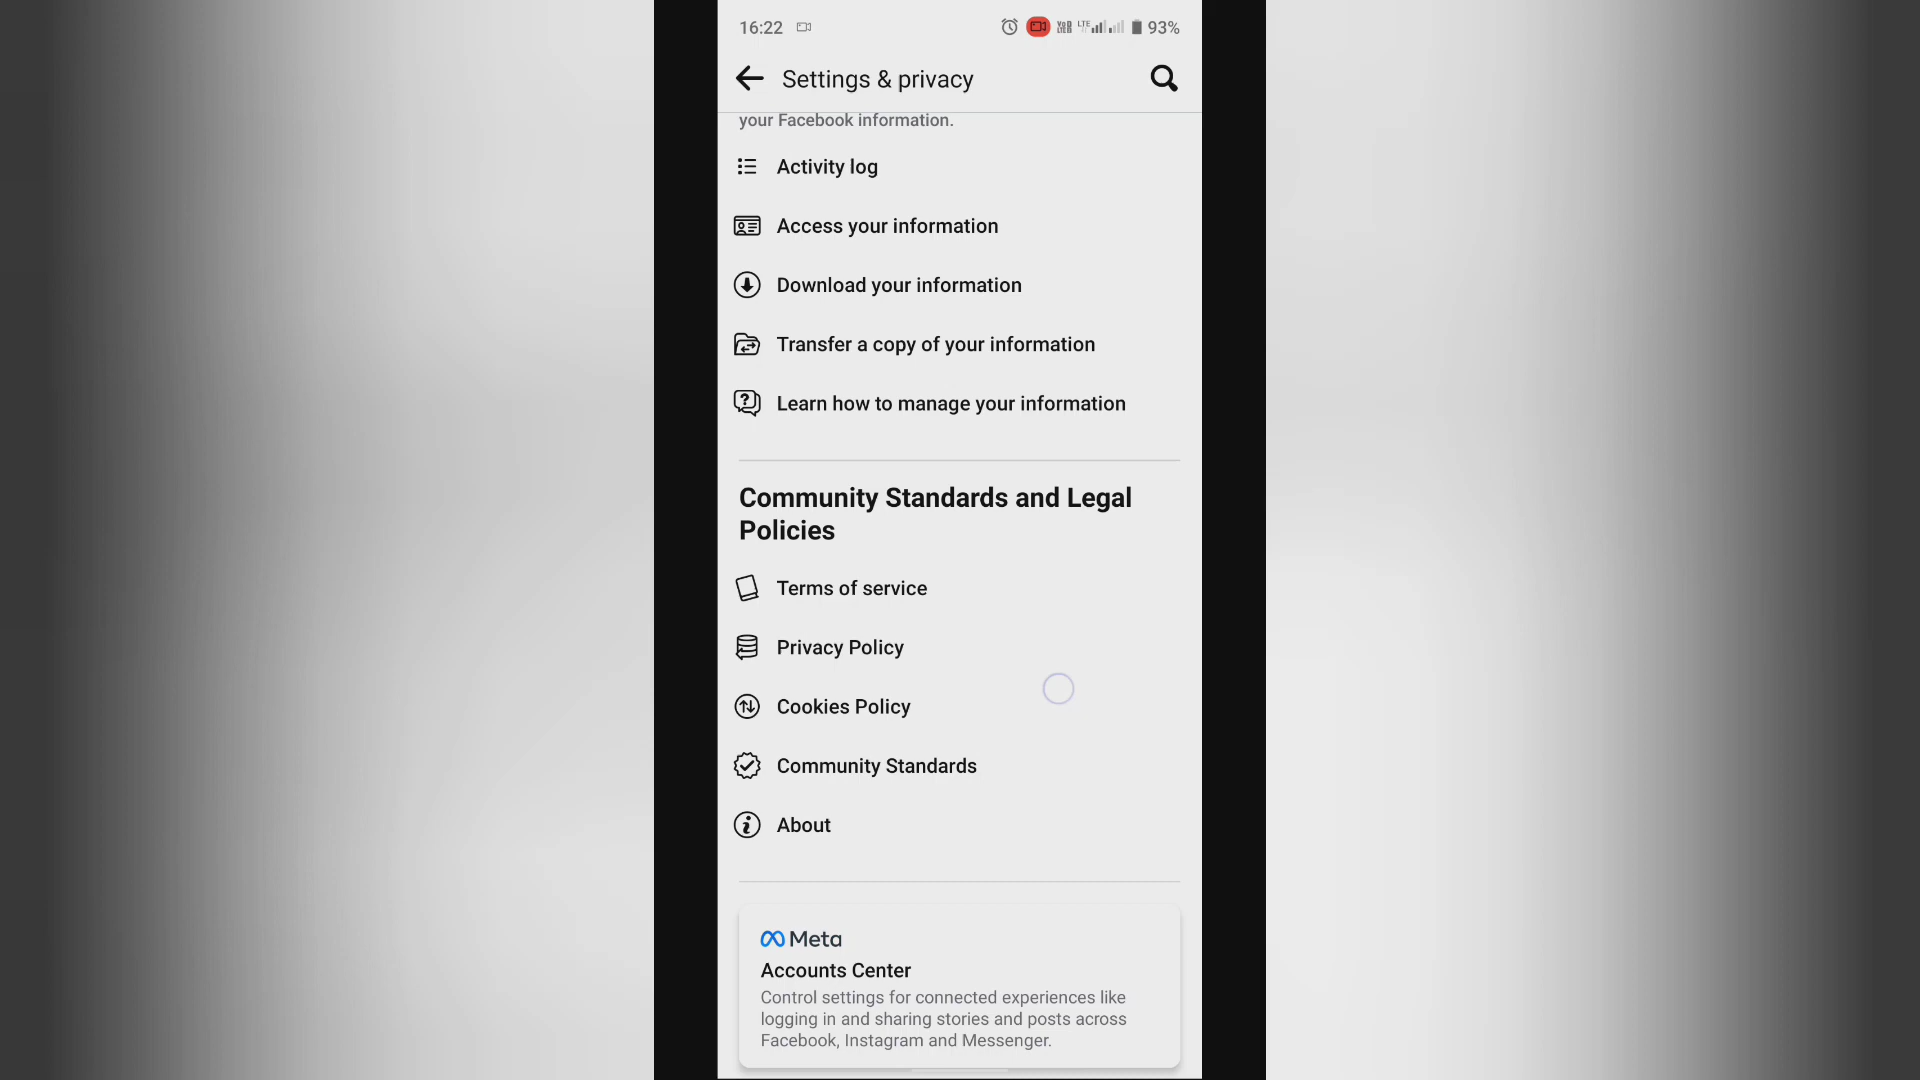 16:22
LTE
93%
Settings & privacy
your Facebook information.
Activity log
Access your information
Download your information
Transfer a copy of your information
Learn how to manage your information
Community Standards and Legal
Policies
Terms of service
Privacy Policy
Cookies Policy
Community Standards
About
Meta
Accounts Center
Control settings for connected experiences like
logging in and sharing stories and posts across
Facebook, Instagram and Messenger.